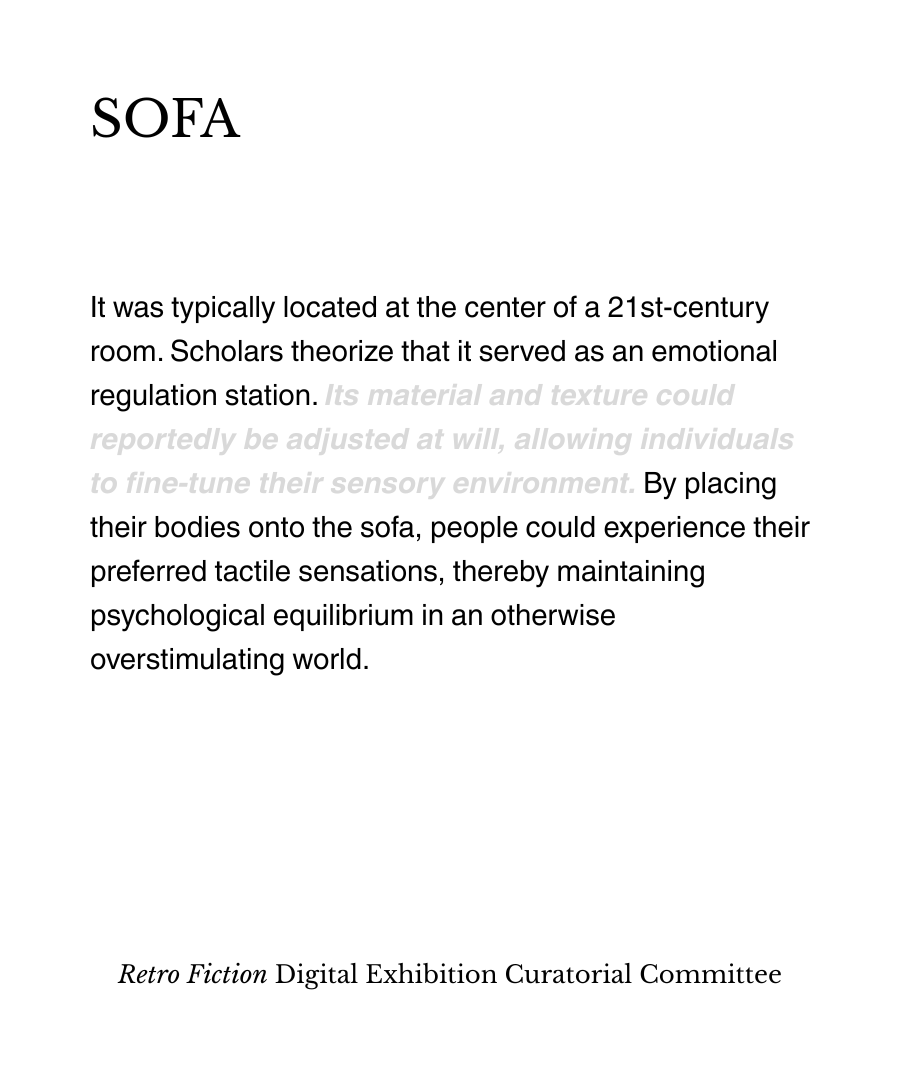 SOFA
It was typically located at the center of a 21st-century
room. Scholars theorize that it served as an emotional
regulation station. Its material and texture could
reportedly be adjusted at will, allowing individuals
to fine-tune their sensory environment. By placing
their bodies onto the sofa, people could experience their
preferred tactile sensations, thereby maintaining
psychological equilibrium in an otherwise
overstimulating world.
Retro Fiction Digital Exhibition Curatorial Committee